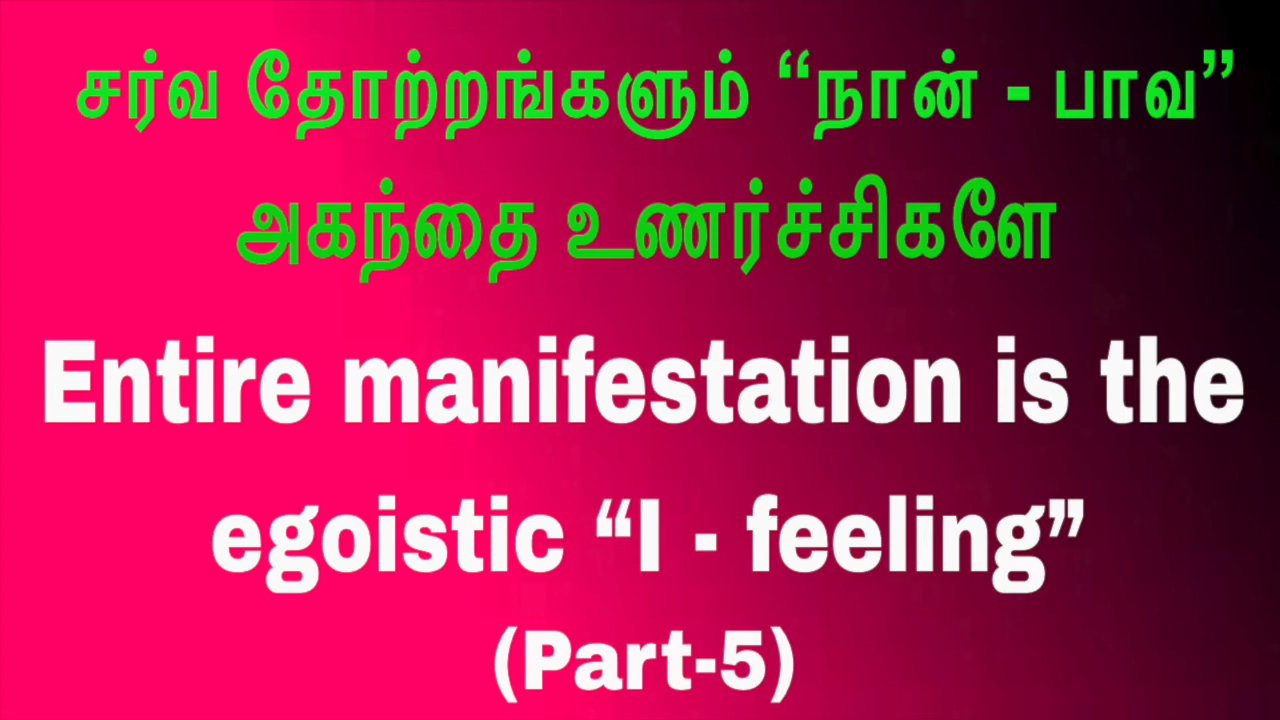 சர்வ தோற்றங்களும் “நான் - பாவ”
அகந்தை உணர்ச்சிகளே
Entire manifestation is the
egoistic “I - feeling”
(Part-5)